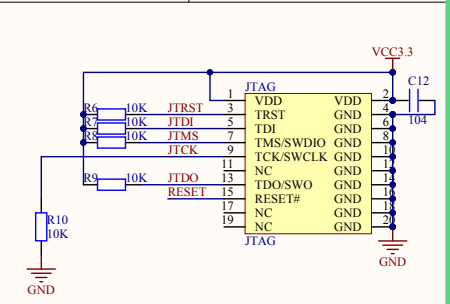 VCC3.3
C12
104
JTAG
1 VDD VDD 2
R6 10K JTRST 3 TRST GND 4
R7 10K JTDI 5 TDI GND 6
R8 10K JTMS 7 TMS/SWDIO GND 8
JTCK 9 TCK/SWCLK GND 10
11 NC GND 12
R9 10K JTDO 13 TDO/SWO GND 14
RESET 15 RESET# GND 16
17 NC GND 18
19 NC GND 20
JTAG
R10
10K
GND
GND